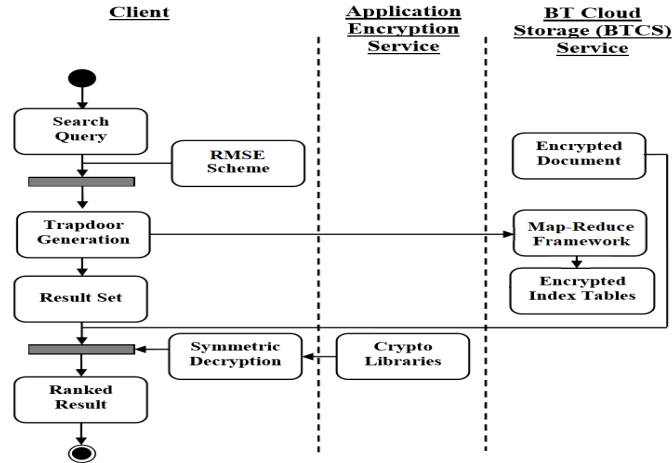 Client
Application
Encryption
Service
BT Cloud
Storage (BTCS)
Service
Search
Query
RMSE
Scheme
Encrypted
Document
Trapdoor
Generation
Map-Reduce
Framework
Result Set
Encrypted
Index Tables
Symmetric
Decryption
Crypto
Libraries
Ranked
Result